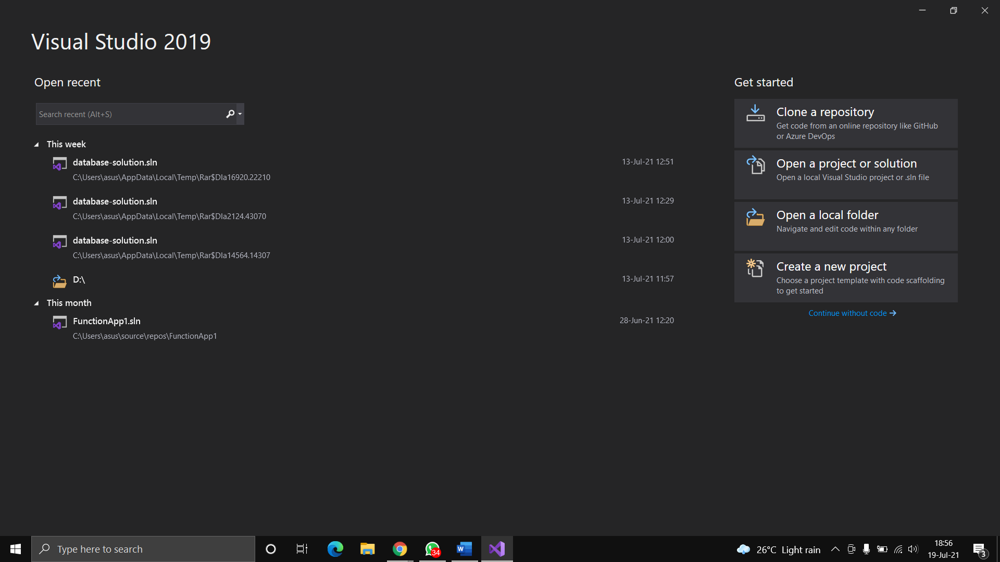 Visual Studio 2019
Open recent
Search recent (Alt+S)
This week
database-solution.sln
13-Jul-21 12:51
C:\Users\asus\AppData\Local\Temp\Rar$DIa16920.22210
database-solution.sln
13-Jul-21 12:29
C:\Users\asus\AppData\Local\Temp\Rar$DIa2124.43070
database-solution.sln
13-Jul-21 12:00
C:\Users\asus\AppData\Local\Temp\Rar$DIa14564.14307
D:\
13-Jul-21 11:57
This month
FunctionApp1.sln
28-Jun-21 12:20
C:\Users\asus\source\repos\FunctionApp1
Get started
Clone a repository
Get code from an online repository like GitHub
or Azure DevOps
Open a project or solution
Open a local Visual Studio project or .sln file
Open a local folder
Navigate and edit code within any folder
Create a new project
Choose a project template with code scaffolding
to get started
Continue without code
Type here to search
34
W
26°C Light rain
18:56
19-Jul-21
3